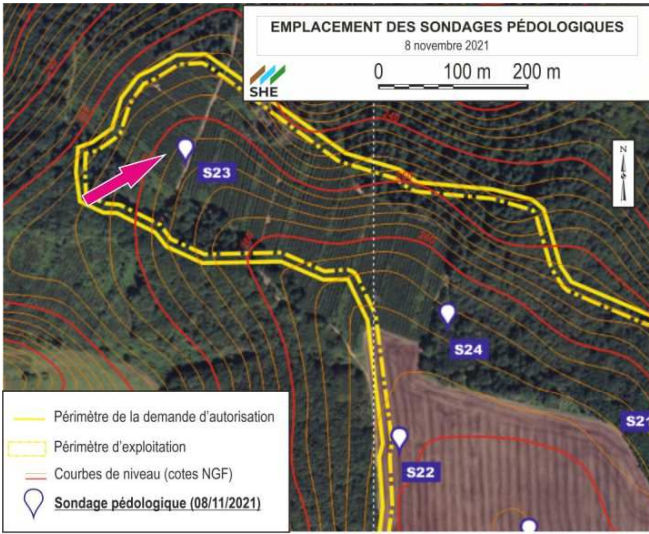 EMPLACEMENT DES SONDAGES PÉDOLOGIQUES
8 novembre 2021
0 100 m 200 m
SHE
N
S23
S24
S21
S22
Périmètre de la demande d'autorisation
Périmètre d'exploitation
Courbes de niveau (cotes NGF)
Sondage pédologique (08/11/2021)